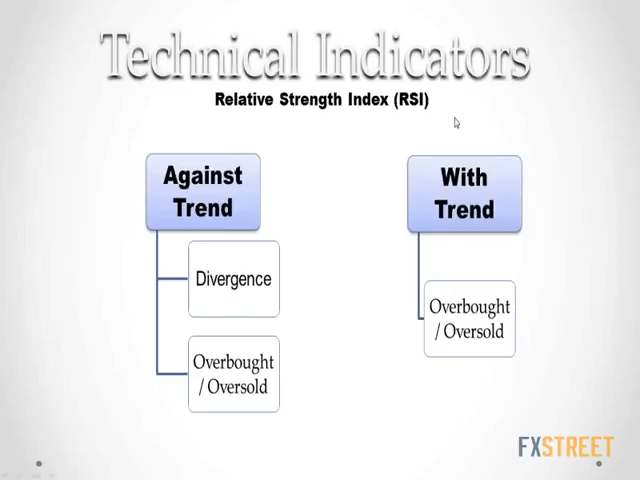 Technical Indicators
Relative Strength Index (RSI)
Against
Trend
Divergence
Overbought
/ Oversold
With
Trend
Overbought
/ Oversold
FXSTREET